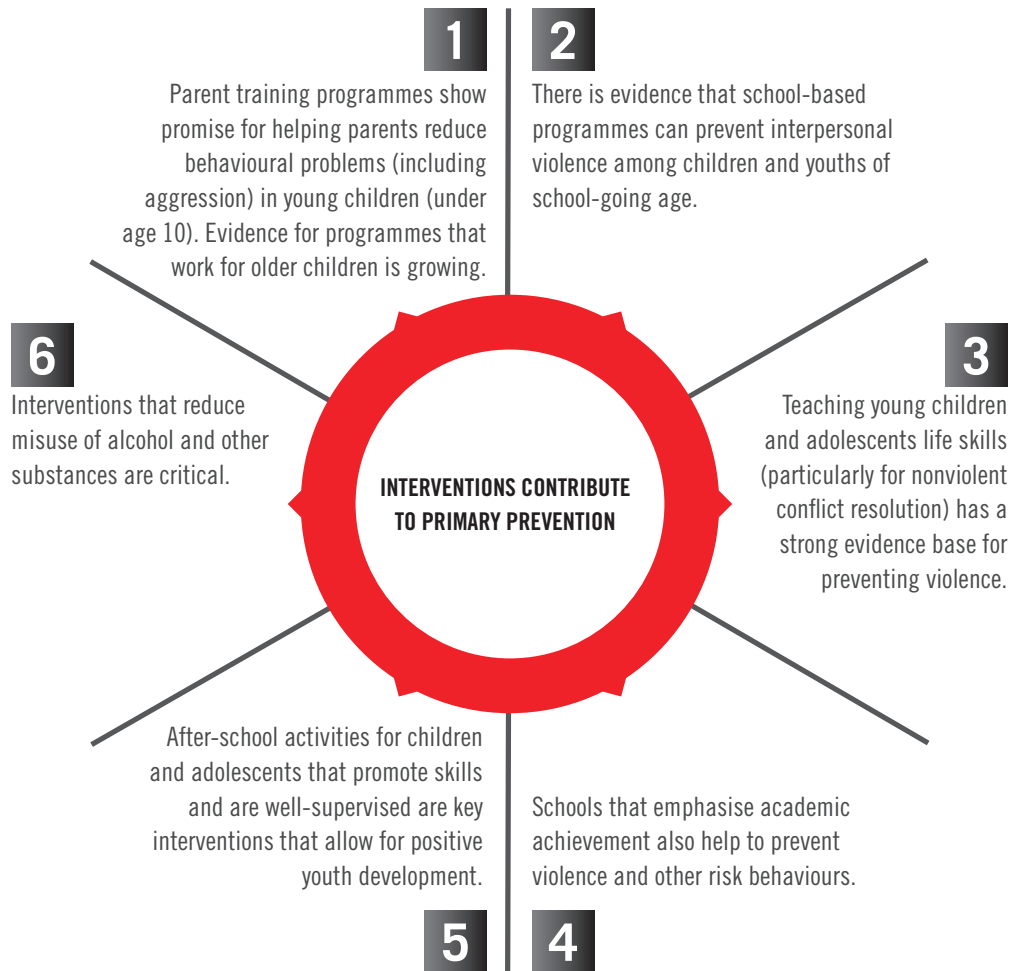 1
Parent training programmes show
promise for helping parents reduce
behavioural problems (including
aggression) in young children (under
age 10). Evidence for programmes that
work for older children is growing.
2
There is evidence that school-based
programmes can prevent interpersonal
violence among children and youths of
school-going age.
3
Teaching young children
and adolescents life skills
(particularly for nonviolent
conflict resolution) has a
strong evidence base for
preventing violence.
6
Interventions that reduce
misuse of alcohol and other
substances are critical.
INTERVENTIONS CONTRIBUTE
TO PRIMARY PREVENTION
After-school activities for children
and adolescents that promote skills
and are well-supervised are key
interventions that allow for positive
youth development.
5
Schools that emphasise academic
achievement also help to prevent
violence and other risk behaviours.
4